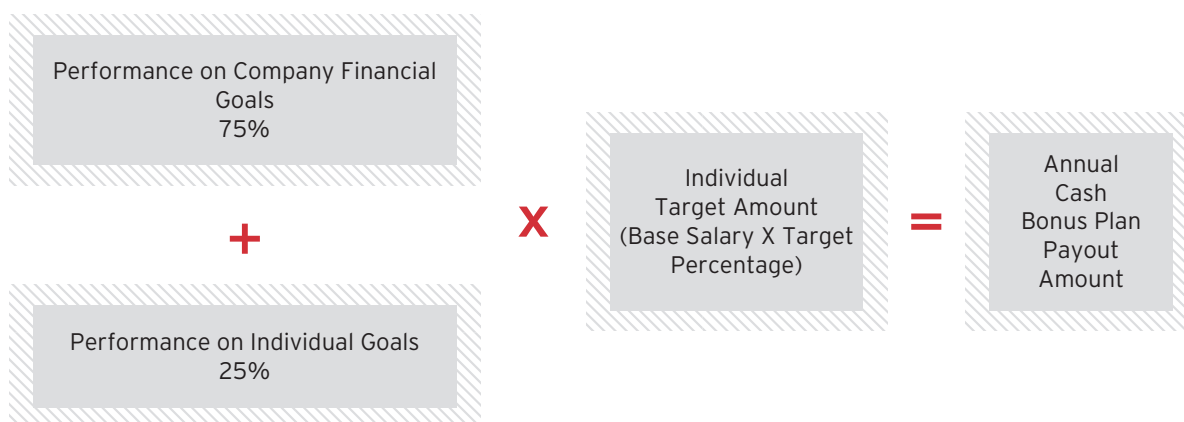 Performance on Company Financial
Goals
75%
+
Performance on Individual Goals
25%
X
Individual
Target Amount
(Base Salary X Target
Percentage)
=
Annual
Cash
Bonus Plan
Payout
Amount